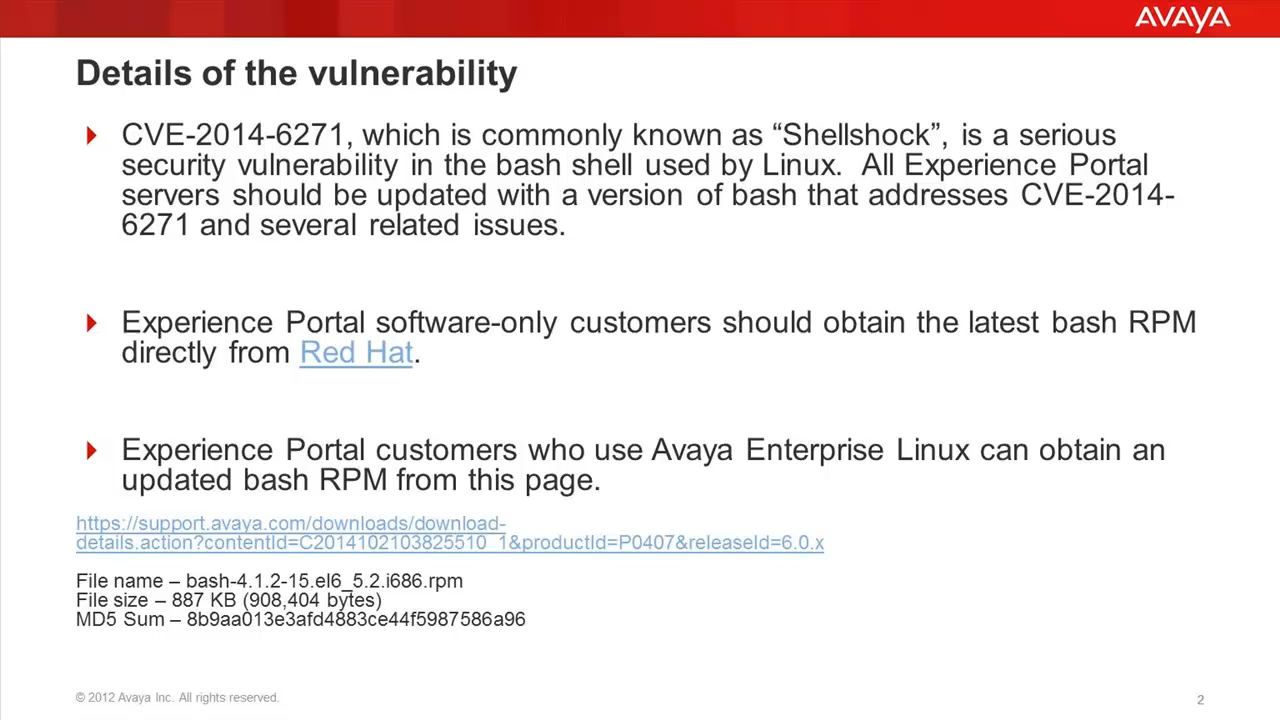 AVAYA
Details of the vulnerability
CVE-2014-6271, which is commonly known as “Shellshock”, is a serious
security vulnerability in the bash shell used by Linux.  All Experience Portal
servers should be updated with a version of bash that addresses CVE-2014-
6271 and several related issues.
Experience Portal software-only customers should obtain the latest bash RPM
directly from Red Hat.
Experience Portal customers who use Avaya Enterprise Linux can obtain an
updated bash RPM from this page.
https://support.avaya.com/downloads/download-
details.action?contentId=C2014102103825510_1&productId=P0407&releaseId=6.0.x
File name – bash-4.1.2-15.el6_5.2.i686.rpm
File size – 887 KB (908,404 bytes)
MD5 Sum – 8b9aa013e3afd4883ce44f5987586a96
© 2012 Avaya Inc. All rights reserved.
2